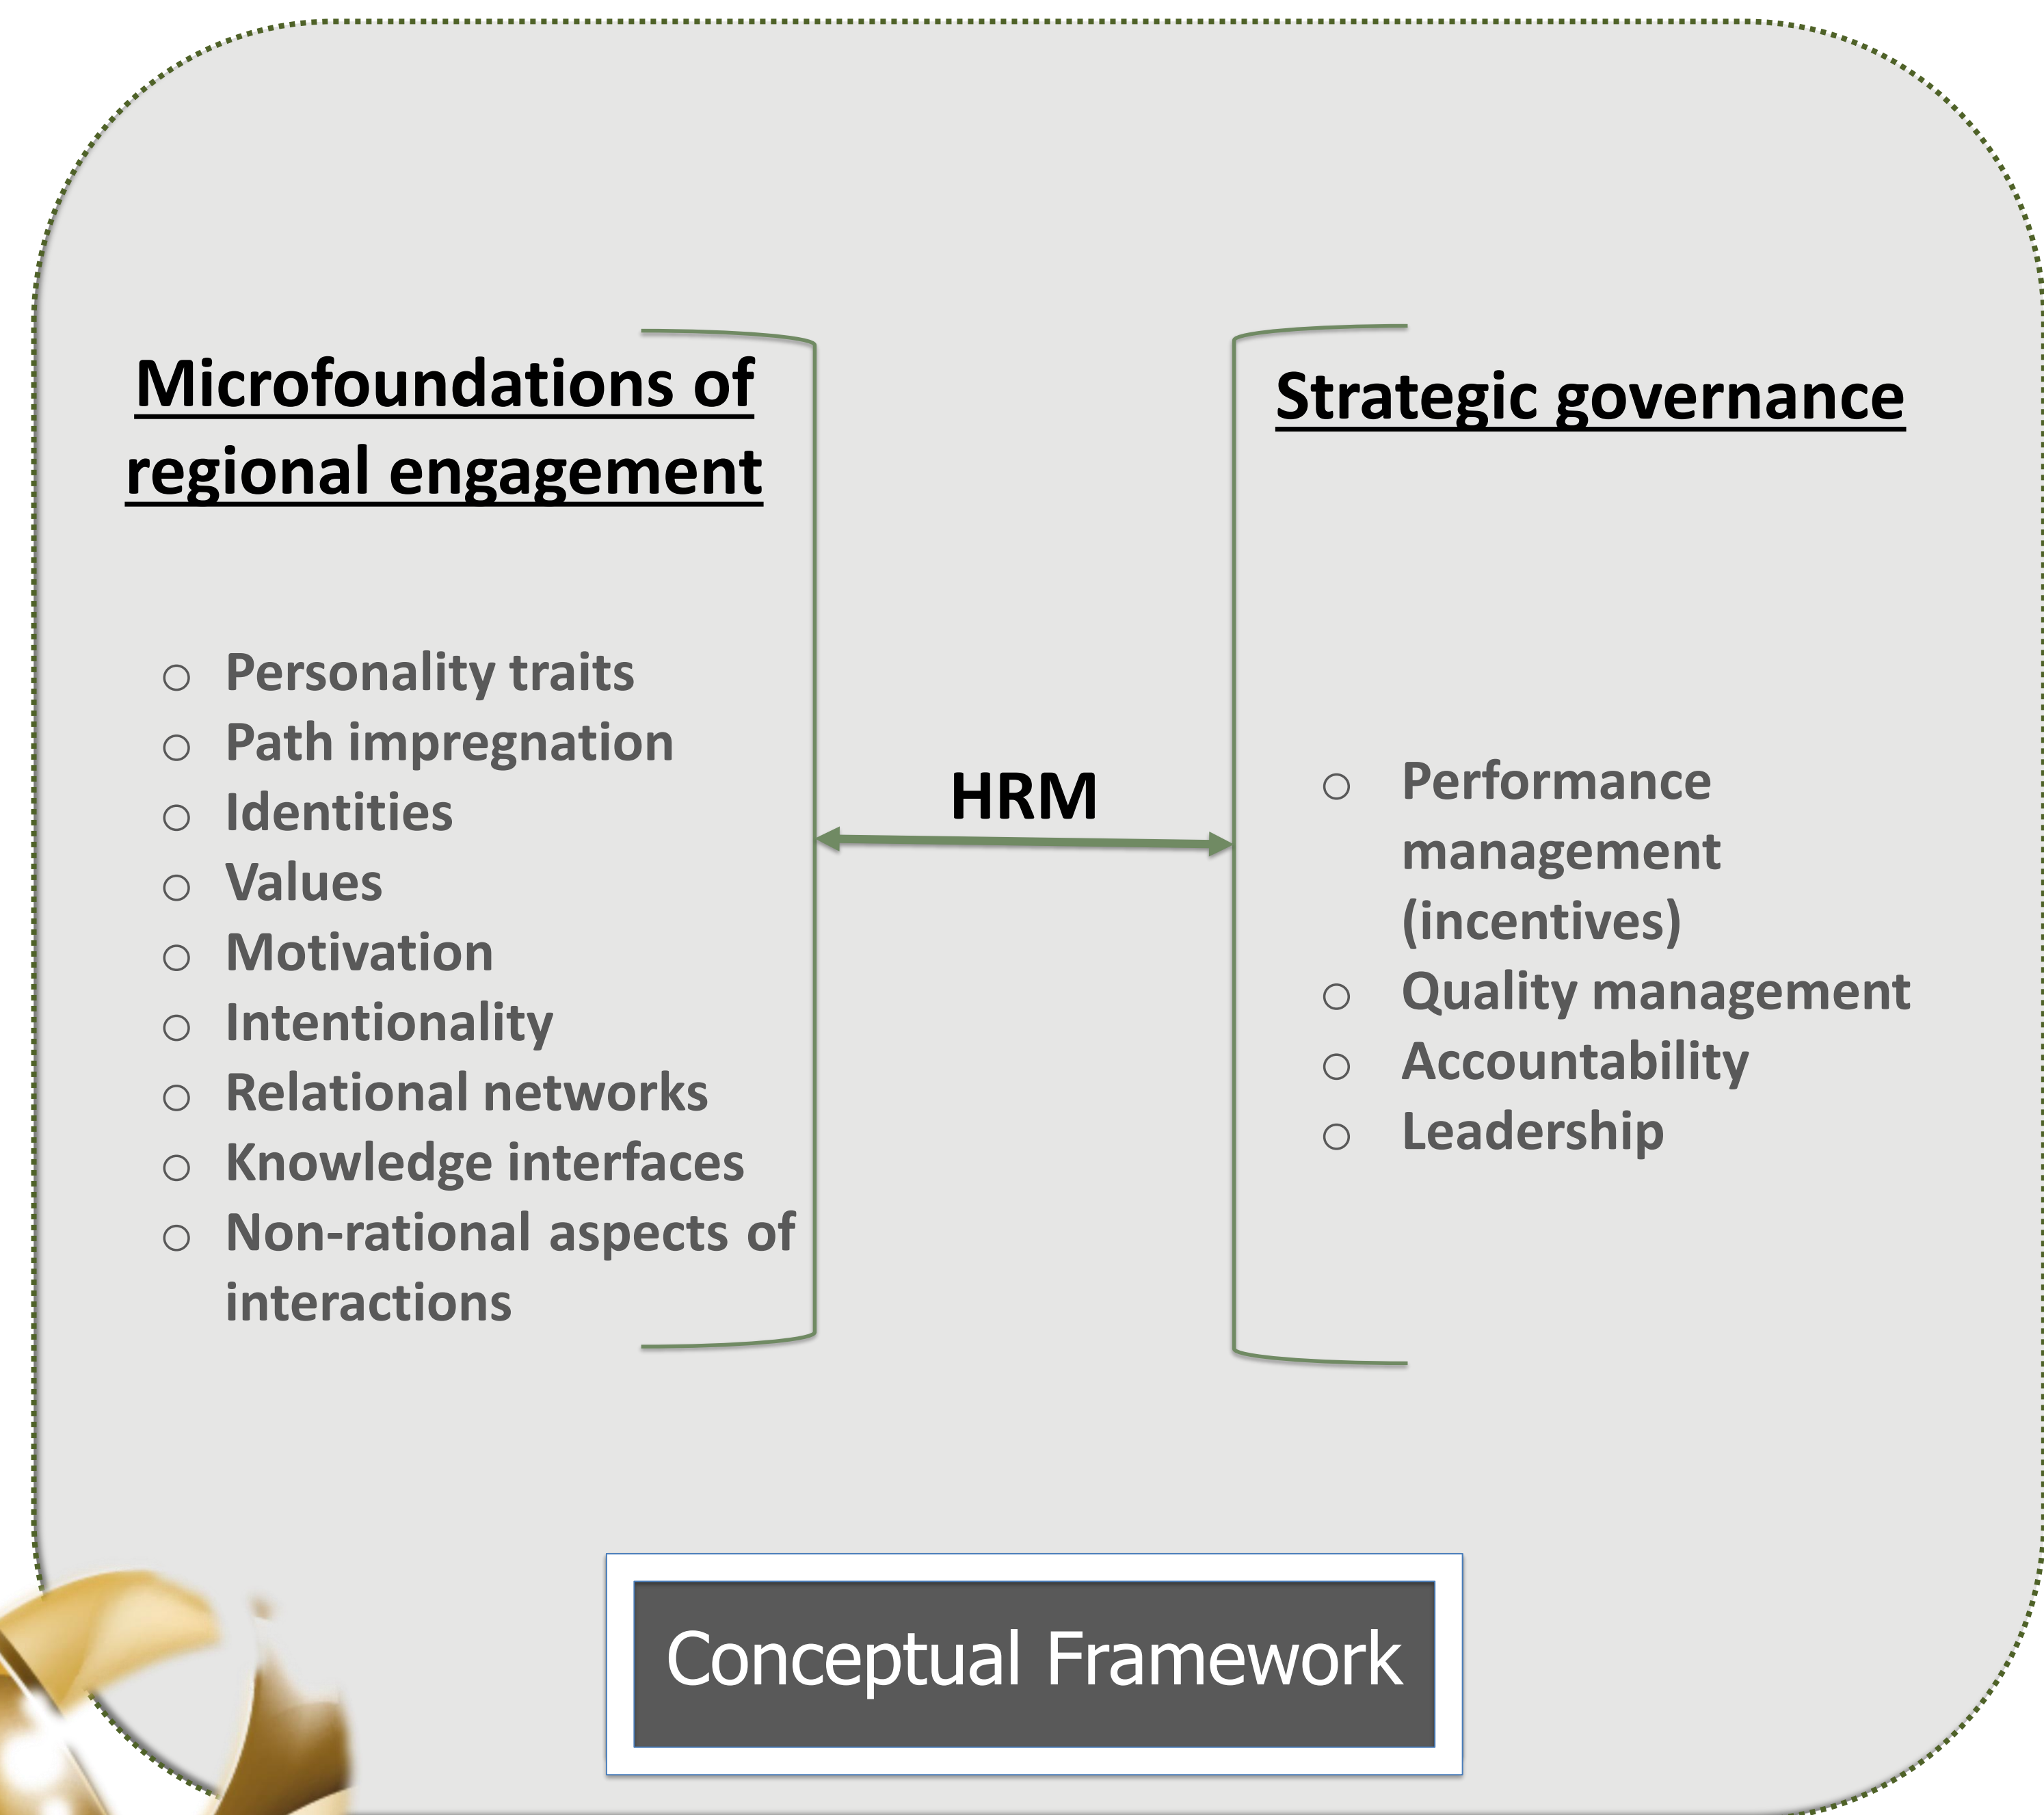 Microfoundations of
regional engagement
○ Personality traits
○ Path impregnation
○ Identities
○ Values
○ Motivation
○ Intentionality
○ Relational networks
○ Knowledge interfaces
○ Non-rational aspects of
interactions
HRM
Strategic governance
○ Performance
management
(incentives)
○ Quality management
○ Accountability
○ Leadership
Conceptual Framework